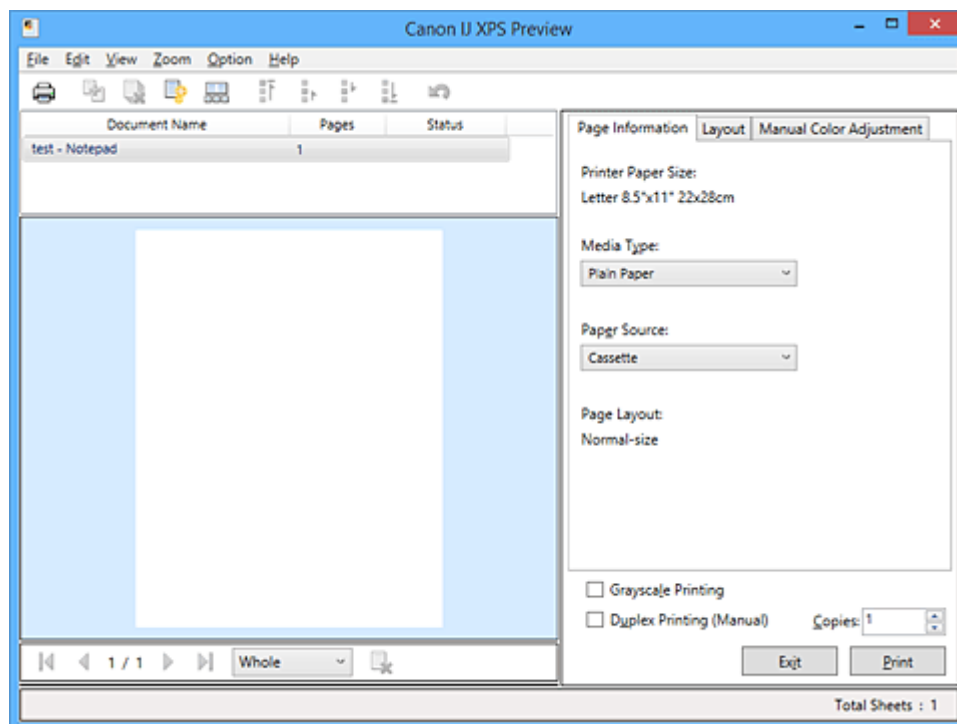 Canon IJ XPS Preview
File Edit View Zoom Option Help
Document Name Pages Status
test - Notepad 1
Page Information Layout Manual Color Adjustment
Printer Paper Size:
Letter 8.5"x11" 22x28cm
Media Type:
Plain Paper
Paper Source:
Cassette
Page Layout:
Normal-size
Grayscale Printing
Duplex Printing (Manual) Copies: 1
1 / 1 Whole
Exit Print
Total Sheets : 1